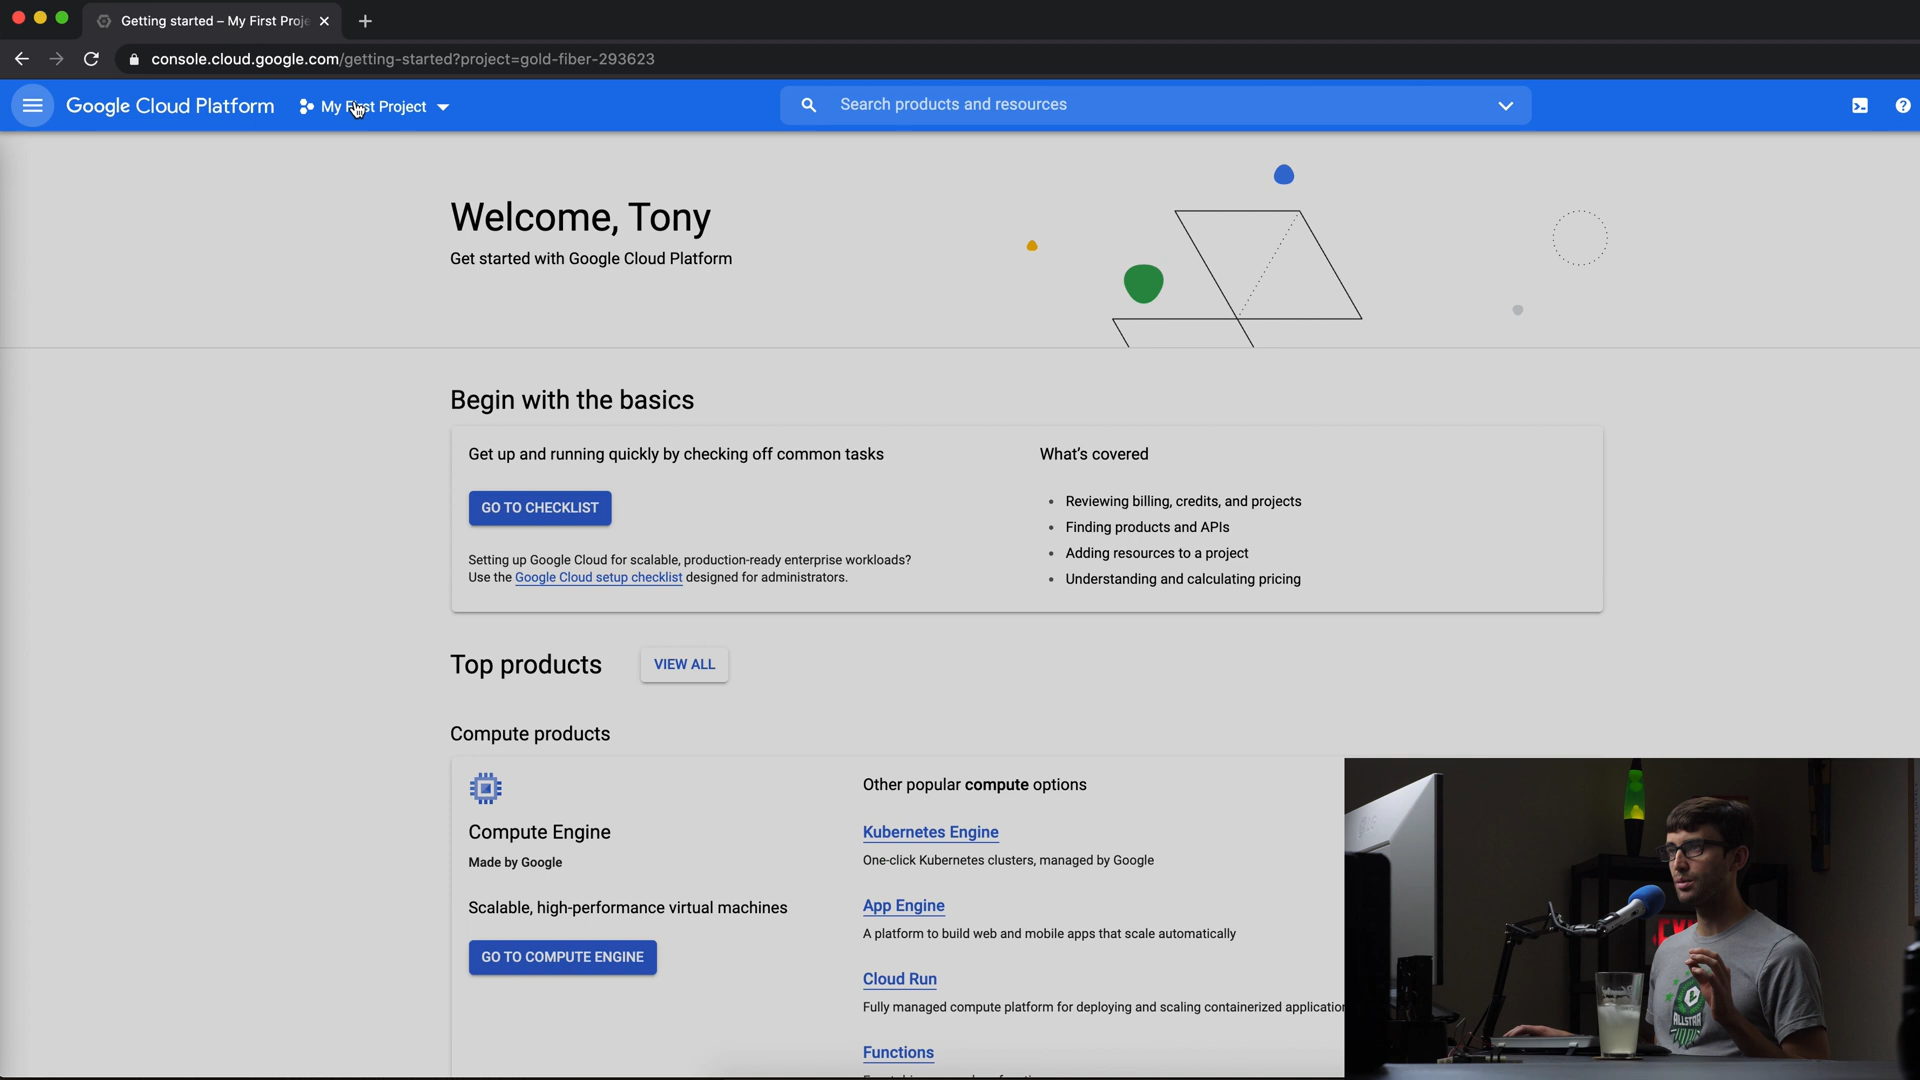 Getting started – My First Proje
console.cloud.google.com/getting-started?project=gold-fiber-293623
Google Cloud Platform
My First Project
Search products and resources
Welcome, Tony
Get started with Google Cloud Platform
Begin with the basics
Get up and running quickly by checking off common tasks
GO TO CHECKLIST
Setting up Google Cloud for scalable, production-ready enterprise workloads?
Use the Google Cloud setup checklist designed for administrators.
What's covered
• Reviewing billing, credits, and projects
• Finding products and APIs
• Adding resources to a project
• Understanding and calculating pricing
Top products
VIEW ALL
Compute products
Compute Engine
Made by Google
Scalable, high-performance virtual machines
GO TO COMPUTE ENGINE
Other popular compute options
Kubernetes Engine
One-click Kubernetes clusters, managed by Google
App Engine
A platform to build web and mobile apps that scale automatically
Cloud Run
Fully managed compute platform for deploying and scaling containerized application
Functions
ALLSTAR